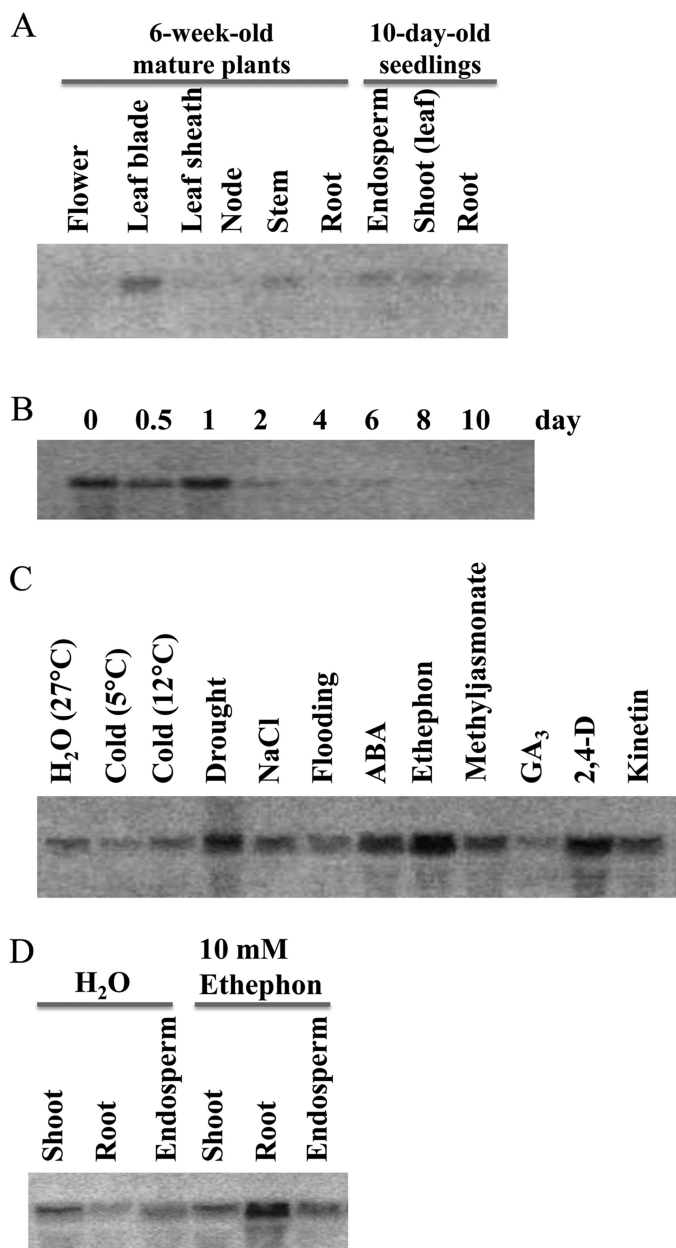 A
6-week-old
mature plants
10-day-old
seedlings
Flower
Leaf blade
Leaf sheath
Node
Stem
Root
Endosperm
Shoot (leaf)
Root
B
0 0.5 1 2 4 6 8 10 day
C
H₂O (27°C)
Cold (5°C)
Cold (12°C)
Drought
NaCl
Flooding
ABA
Ethephon
Methyljasmonate
GA₃
2,4-D
Kinetin
D
H₂O
10 mM
Ethephon
Shoot
Root
Endosperm
Shoot
Root
Endosperm